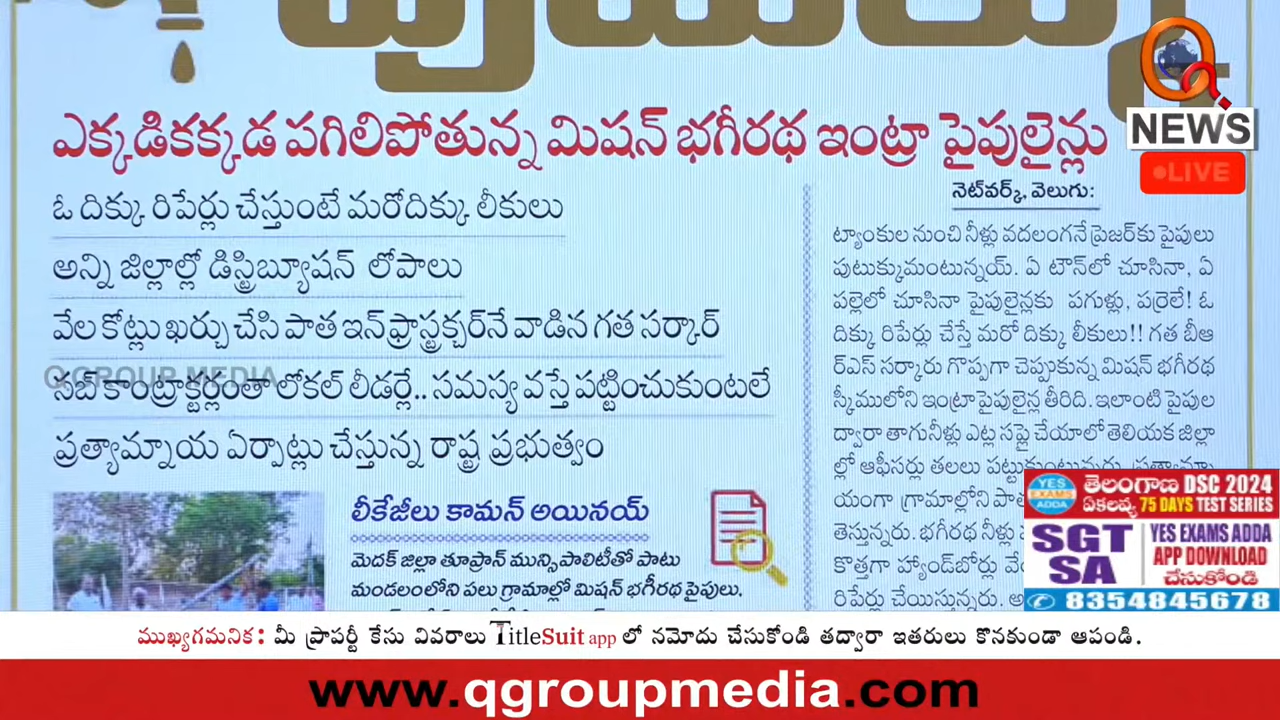 ఎక్కడికక్కడ పగిలిపోతున్న మిషన్ భగీరథ ఇంట్రా పైపులైన్లు
ఓ దిక్కు రిపేర్లు చేస్తుంటే మరోదిక్కు లీకులు
అన్ని జిల్లాల్లో డిస్ట్రిబ్యూషన్ లోపాలు
వేల కోట్లు ఖర్చు చేసి పాత ఇన్‌ఫ్రాస్ట్రక్చర్‌నే వాడిన గత సర్కార్
సబ్ కాంట్రాక్టర్లంతా లోకల్ లీడర్లే.. సమస్య వస్తే పట్టించుకుంటలే
ప్రత్యామ్నాయ ఏర్పాట్లు చేస్తున్న రాష్ట్ర ప్రభుత్వం
Q GROUP MEDIA
లీకేజీలు కామన్ అయినయ్
మెదక్ జిల్లా తూప్రాన్ మున్సిపాలిటీతో పాటు
మండలంలోని పలు గ్రామాల్లో మిషన్ భగీరథ పైపులు.
నెట్‌వర్క్, వెలుగు:
ట్యాంకుల నుంచి నీళ్లు వదలంగనే ప్రెజర్‌కు పైపులు
పుటుక్కుమంటున్నయ్. ఏ టౌన్‌లో చూసినా, ఏ
పల్లెలో చూసినా పైపులైన్లకు పగుళ్లు, పర్రెలే! ఓ
దిక్కు రిపేర్లు చేస్తే మరో దిక్కు లీకులు!! గత బీఆ
ర్ఎస్ సర్కారు గొప్పగా చెప్పుకున్న మిషన్ భగీరథ
స్కీములోని ఇంట్రా పైపులైన్ల తీరిది. ఇలాంటి పైపుల
ద్వారా తాగునీళ్లు ఎట్ల సప్లై చేయాలో తెలియక జిల్లా
ల్లో ఆఫీసర్లు తలలు పట్టుకుంటున్నరు.
యంగా గ్రామాల్లోని పాత
తెస్తున్నరు. భగీరథ నీళ్లు
కొత్తగా హ్యాండ్‌బోర్లు
రిపేర్లు చేయిస్తున్నరు.
Q
NEWS
LIVE
YES EXAMS ADDA
తెలంగాణ DSC 2024
ఏకలవ్య 75 DAYS TEST SERIES
SGT SA
YES EXAMS ADDA
APP DOWNLOAD
చేసుకోండి
8354845678
ముఖ్యగమనిక: మీ ప్రాపర్టీ కేసు వివరాలు TitleSuit app లో నమోదు చేసుకోండి తద్వారా ఇతరులు కొనకుండా ఆపండి.
www.qgroupmedia.com